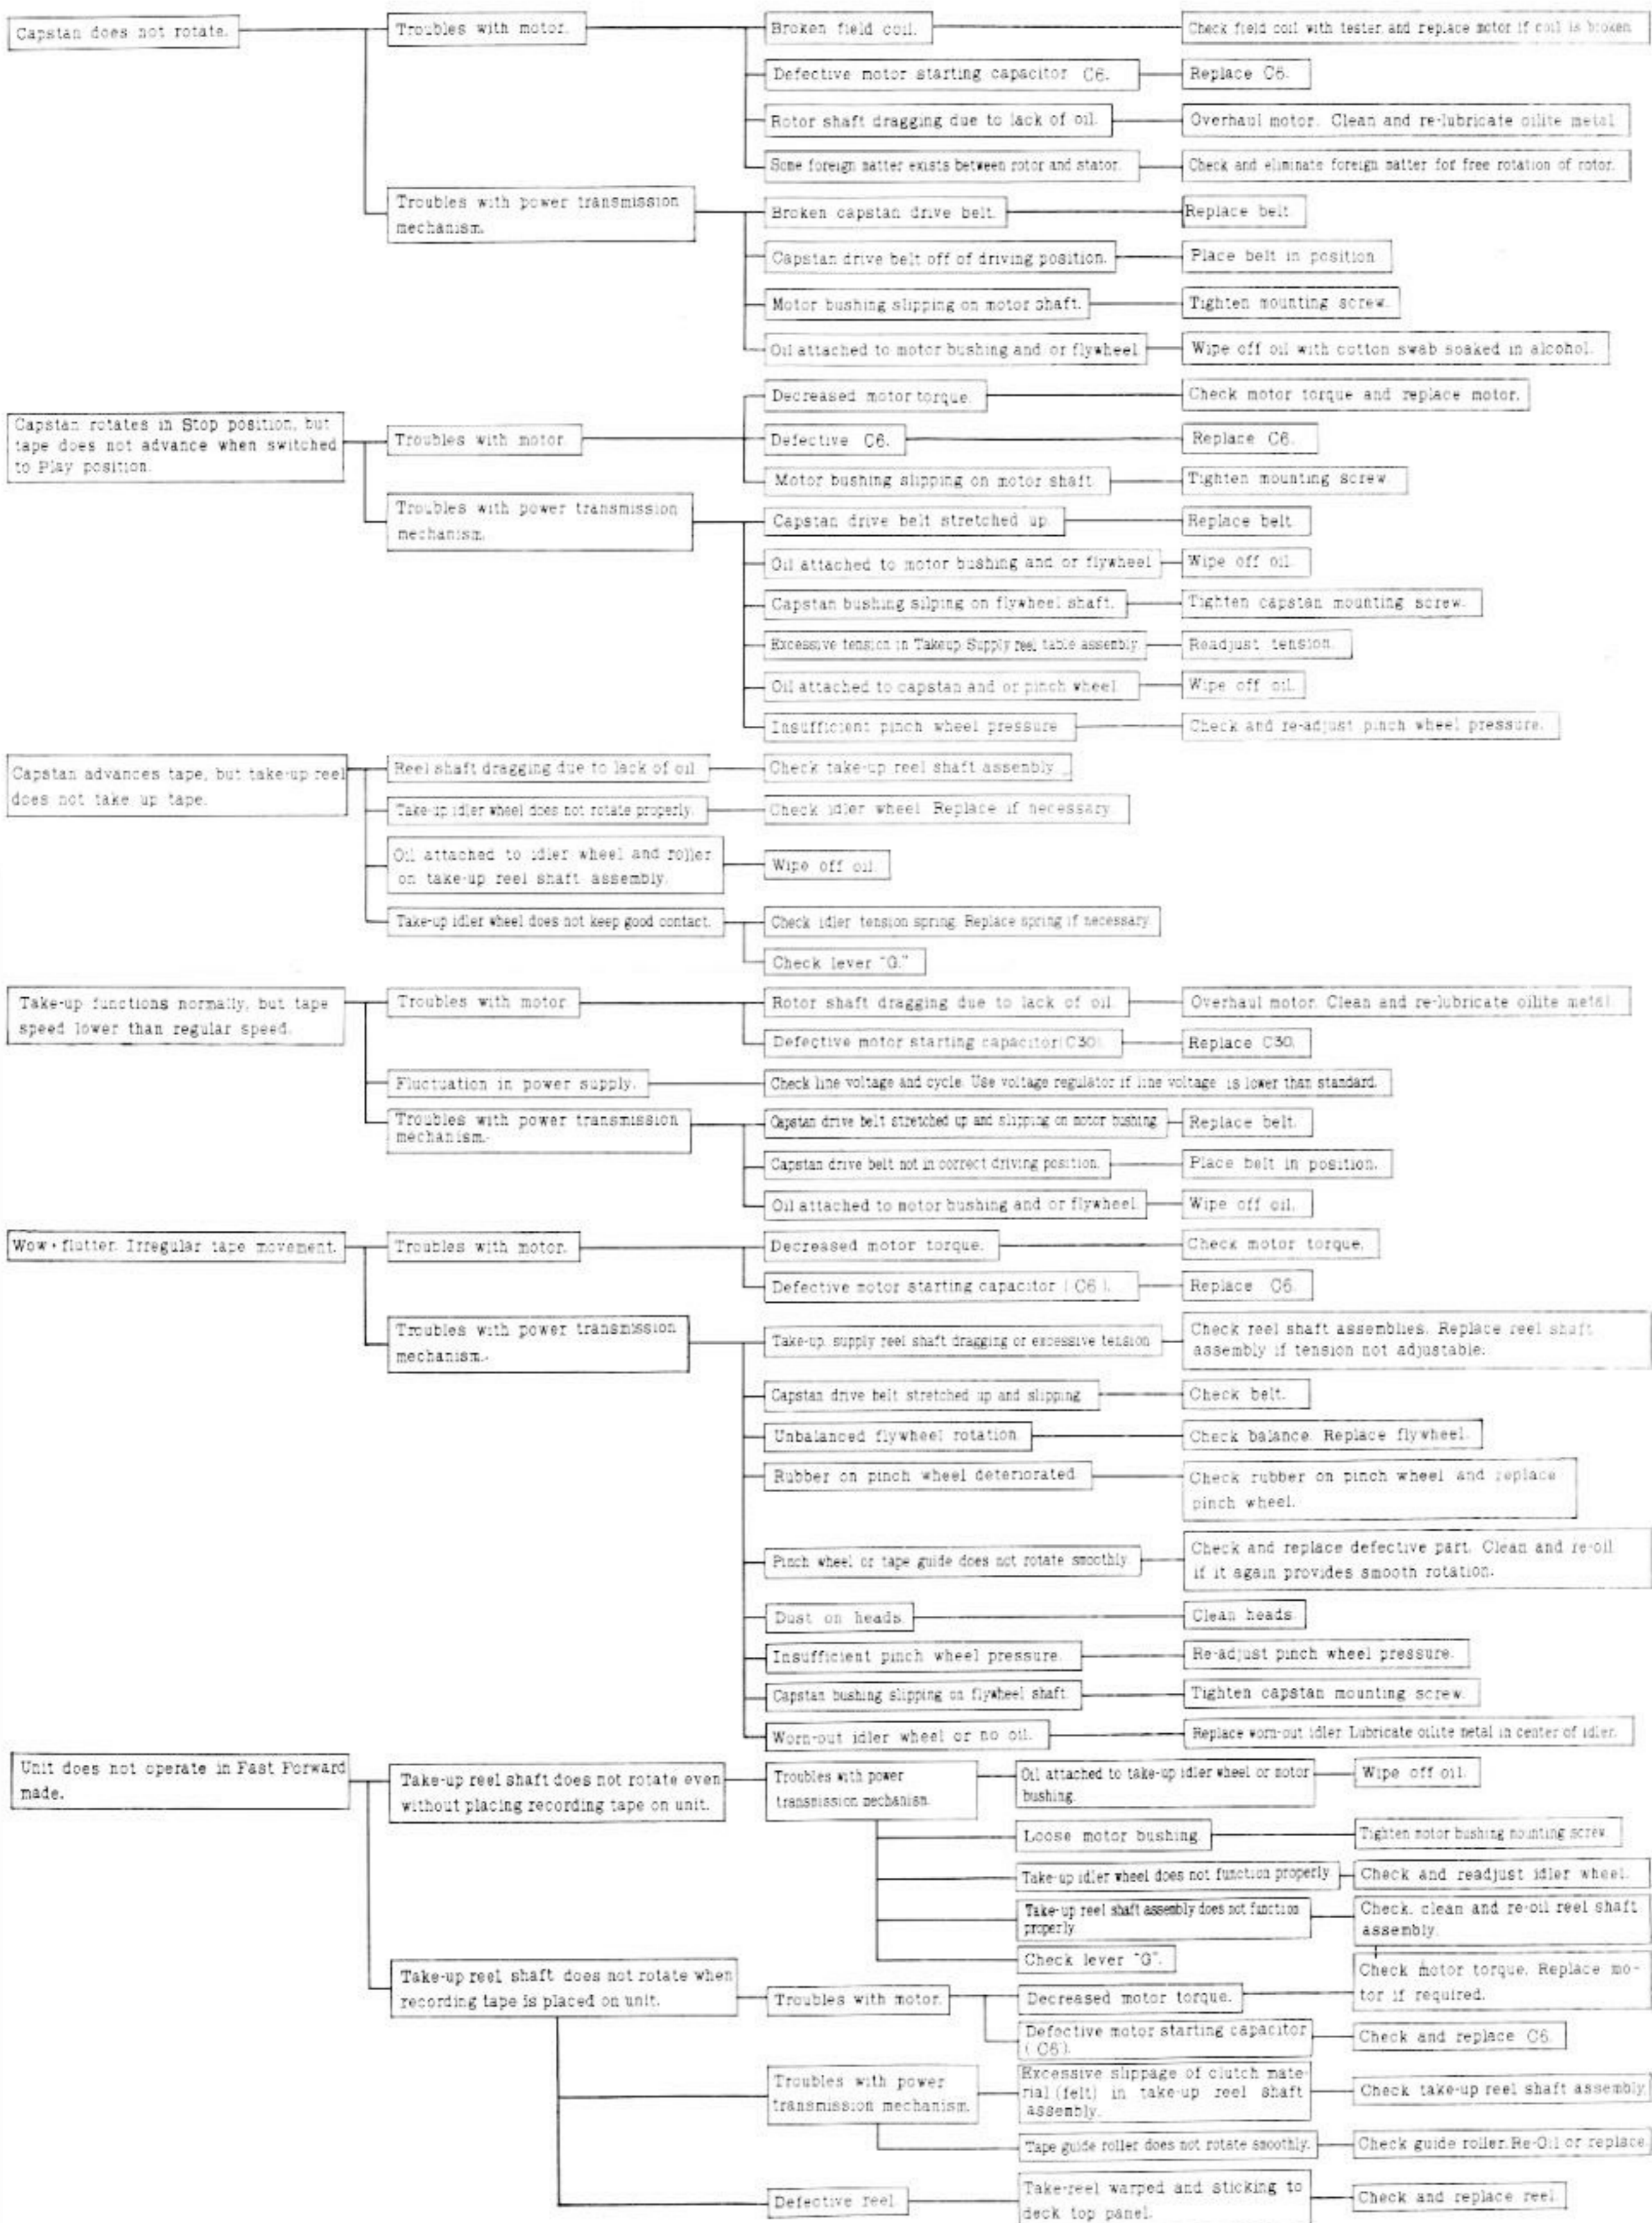 Capstan does not rotate.
Troubles with motor.
Broken field coil.
Check field coil with tester, and replace motor if coil is broken
Defective motor starting capacitor C6.
Replace C6.
Rotor shaft dragging due to lack of oil.
Overhaul motor. Clean and re-lubricate oilite metal
Some foreign matter exists between rotor and stator.
Check and eliminate foreign matter for free rotation of rotor.
Troubles with power transmission
mechanism.
Broken capstan drive belt.
Replace belt.
Capstan drive belt off of driving position.
Place belt in position
Motor bushing slipping on motor shaft.
Tighten mounting screw.
Oil attached to motor bushing and or flywheel
Wipe off oil with cotton swab soaked in alcohol.
Capstan rotates in Stop position, but
tape does not advance when switched
to Play position.
Troubles with motor.
Decreased motor torque.
Check motor torque and replace motor.
Defective C6.
Replace C6.
Motor bushing slipping on motor shaft
Tighten mounting screw
Troubles with power transmission
mechanism.
Capstan drive belt stretched up.
Replace belt
Oil attached to motor bushing and or flywheel
Wipe off oil.
Capstan bushing silping on flywheel shaft.
Tighten capstan mounting screw.
Excessive tension in Takeup Supply reel table assembly
Readjust tension.
Oil attached to capstan and or pinch wheel.
Wipe off oil.
Insufficient pinch wheel pressure
Check and re-adjust pinch wheel pressure.
Capstan advances tape, but take-up reel
does not take up tape.
Reel shaft dragging due to lack of oil
Check take-up reel shaft assembly.
Take-up idler wheel does not rotate properly.
Check idler wheel. Replace if necessary
Oil attached to idler wheel and roller
on take-up reel shaft assembly.
Wipe off oil.
Take-up idler wheel does not keep good contact.
Check idler tension spring. Replace spring if necessary
Check lever "G."
Take-up functions normally, but tape
speed lower than regular speed.
Troubles with motor
Rotor shaft dragging due to lack of oil.
Overhaul motor. Clean and re-lubricate oilite metal.
Defective motor starting capacitor (C30).
Replace C30.
Fluctuation in power supply.
Check line voltage and cycle. Use voltage regulator if line voltage is lower than standard.
Troubles with power transmission
mechanism.
Capstan drive belt stretched up and slipping on motor bushing
Replace belt.
Capstan drive belt not in correct driving position.
Place belt in position.
Oil attached to motor bushing and or flywheel.
Wipe off oil.
Wow • flutter. Irregular tape movement.
Troubles with motor.
Decreased motor torque.
Check motor torque.
Defective motor starting capacitor (C6).
Replace C6.
Troubles with power transmission
mechanism.
Take-up, supply reel shaft dragging or excessive tension
Check reel shaft assemblies. Replace reel shaft
assembly if tension not adjustable.
Capstan drive belt stretched up and slipping
Check belt.
Unbalanced flywheel rotation
Check balance. Replace flywheel.
Rubber on pinch wheel deteriorated
Check rubber on pinch wheel and replace
pinch wheel.
Pinch wheel or tape guide does not rotate smoothly
Check and replace defective part. Clean and re-oil
if it again provides smooth rotation.
Dust on heads.
Clean heads
Insufficient pinch wheel pressure.
Re-adjust pinch wheel pressure.
Capstan bushing slipping on flywheel shaft.
Tighten capstan mounting screw.
Worn-out idler wheel or no oil.
Replace worn-out idler. Lubricate oilite metal in center of idler.
Unit does not operate in Fast Forward
made.
Take-up reel shaft does not rotate even
without placing recording tape on unit.
Troubles with power
transmission mechanism.
Oil attached to take-up idler wheel or motor
bushing.
Wipe off oil.
Loose motor bushing.
Tighten motor bushing mounting screw.
Take-up idler wheel does not function properly
Check and readjust idler wheel.
Take-up reel shaft assembly does not function
properly.
Check, clean and re-oil reel shaft
assembly.
Check lever "G".
Take-up reel shaft does not rotate when
recording tape is placed on unit.
Troubles with motor.
Decreased motor torque.
Check motor torque. Replace mo-
tor if required.
Defective motor starting capacitor
(C6).
Check and replace C6.
Troubles with power
transmission mechanism.
Excessive slippage of clutch mate-
rial (felt) in take-up reel shaft
assembly.
Check take-up reel shaft assembly.
Tape guide roller does not rotate smoothly.
Check guide roller. Re-Oil or replace
Defective reel.
Take-reel warped and sticking to
deck top panel.
Check and replace reel.